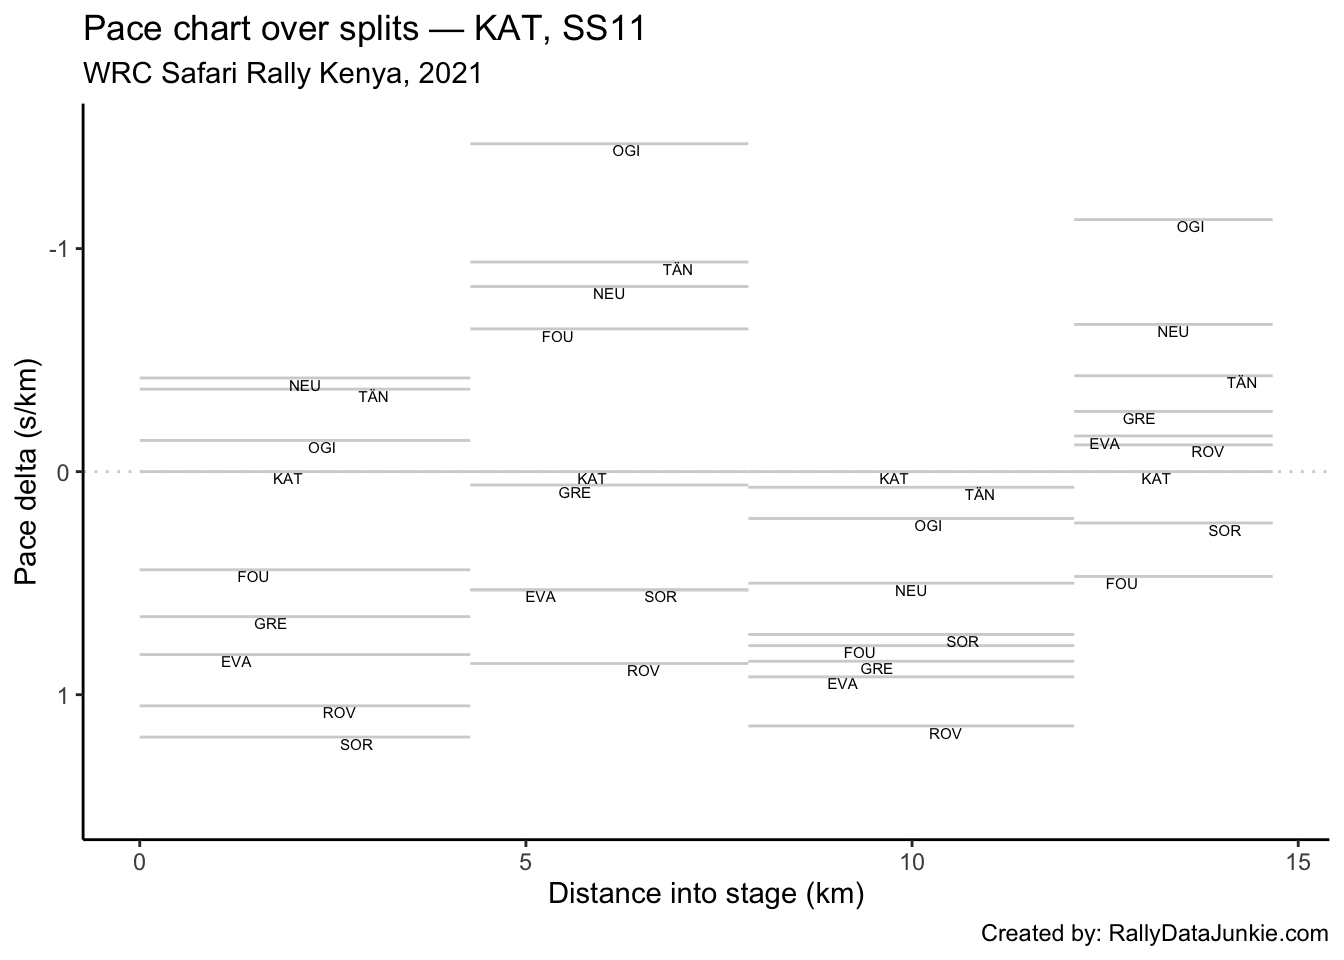 Pace chart over splits — KAT, SS11
WRC Safari Rally Kenya, 2021
Pace delta (s/km)
-1
0
1
NEU
TÄN
OGI
KAT
FOU
GRE
EVA
ROV
SOR
OGI
TÄN
NEU
FOU
KAT
GRE
EVA SOR
ROV
KAT
TÄN
OGI
NEU
SOR
FOU
GRE
EVA
ROV
OGI
NEU
TÄN
GRE
EVA
ROV
KAT
SOR
FOU
0 5 10 15
Distance into stage (km)
Created by: RallyDataJunkie.com